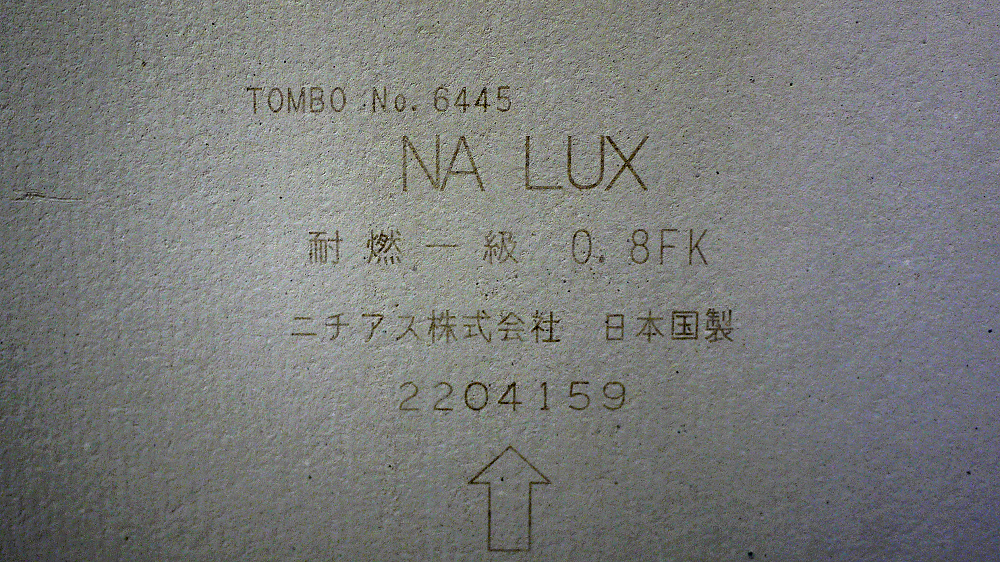 TOMBO No. 6445
NA LUX
耐燃一級 0.8FK
ニチアス株式会社 日本国製
2204159